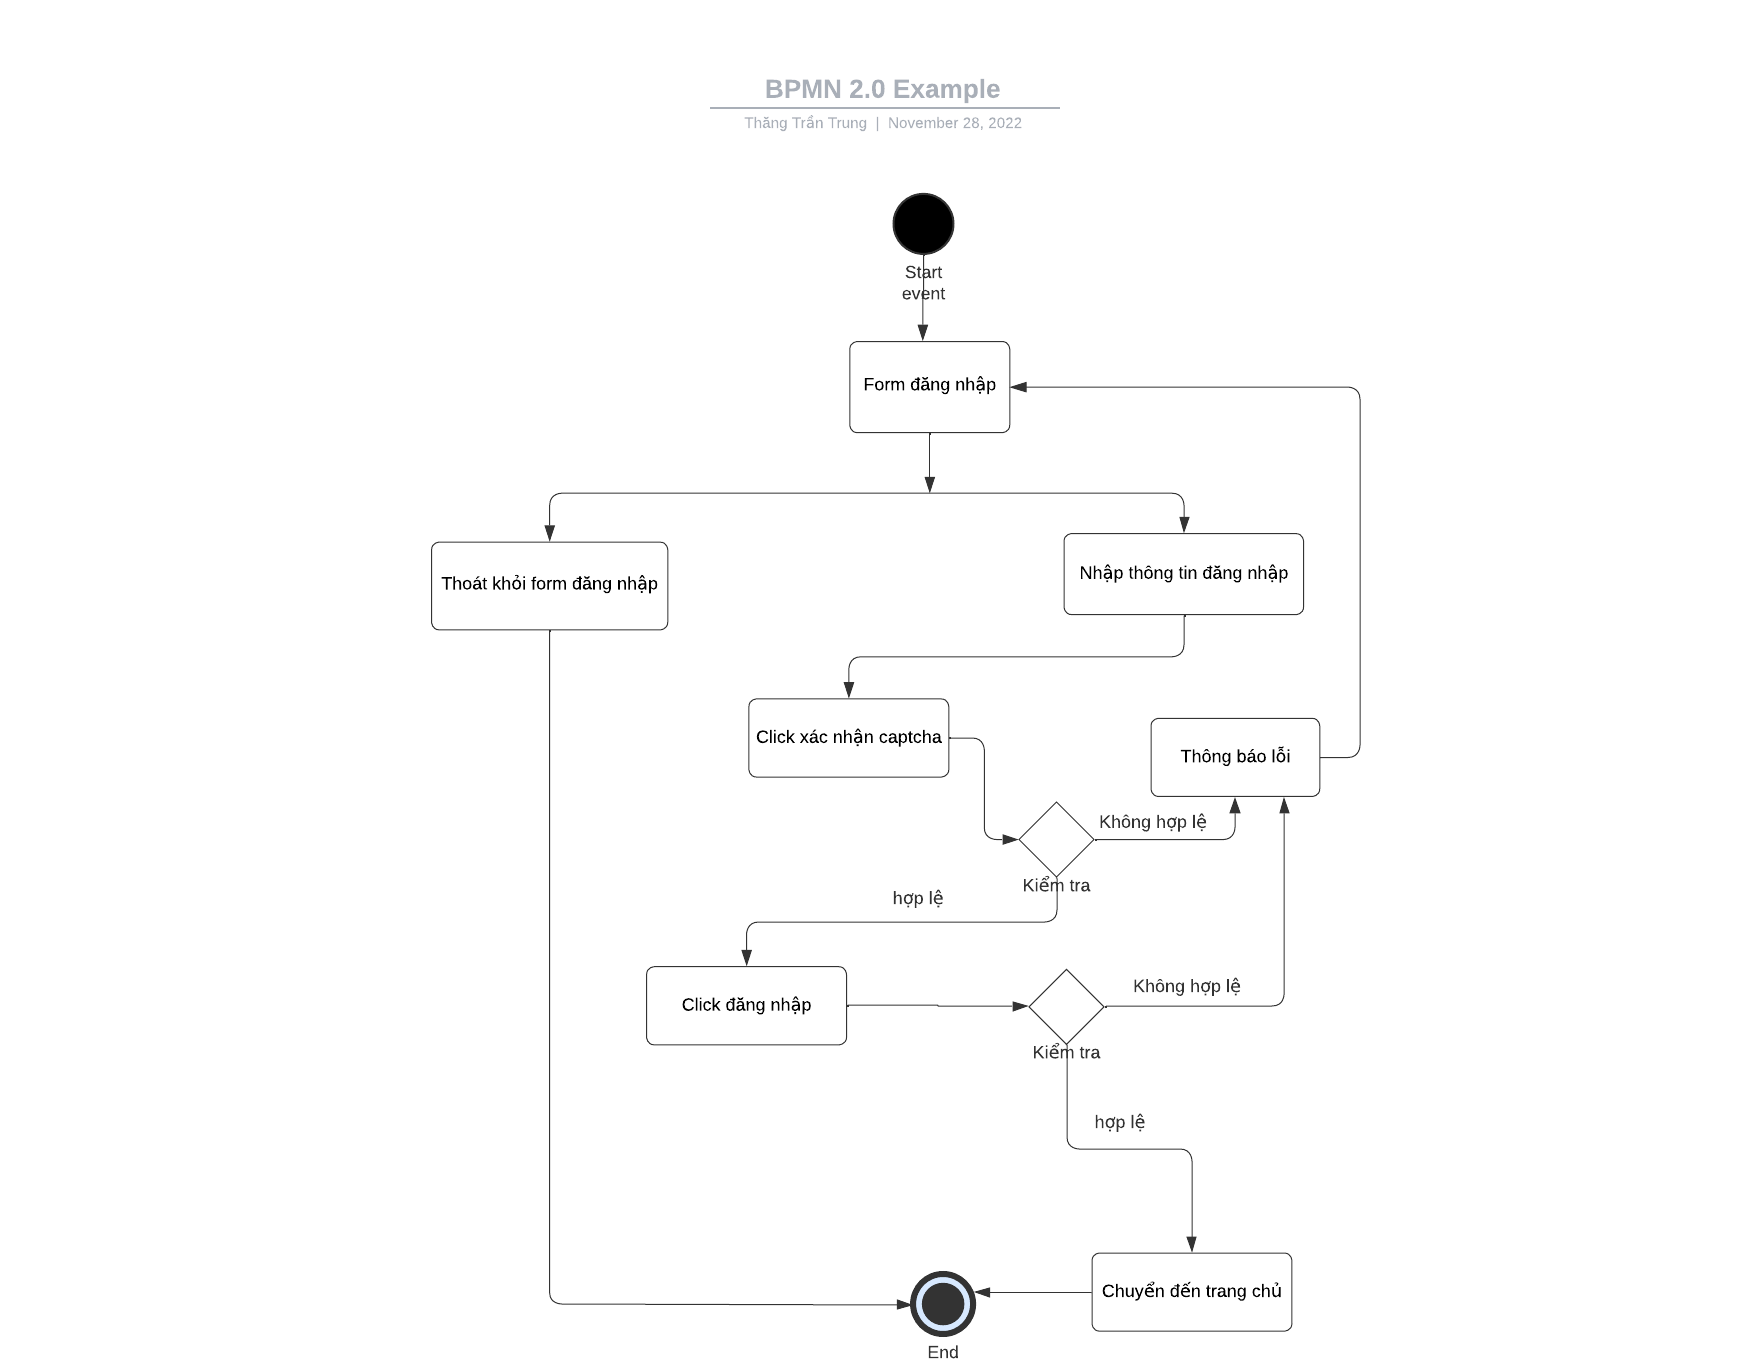 BPMN 2.0 Example
Thăng Trần Trung | November 28, 2022
Start
event
Form đăng nhập
Thoát khỏi form đăng nhập
Nhập thông tin đăng nhập
Click xác nhận captcha
Thông báo lỗi
Không hợp lệ
Kiểm tra
hợp lệ
Click đăng nhập
Không hợp lệ
Kiểm tra
hợp lệ
Chuyển đến trang chủ
End